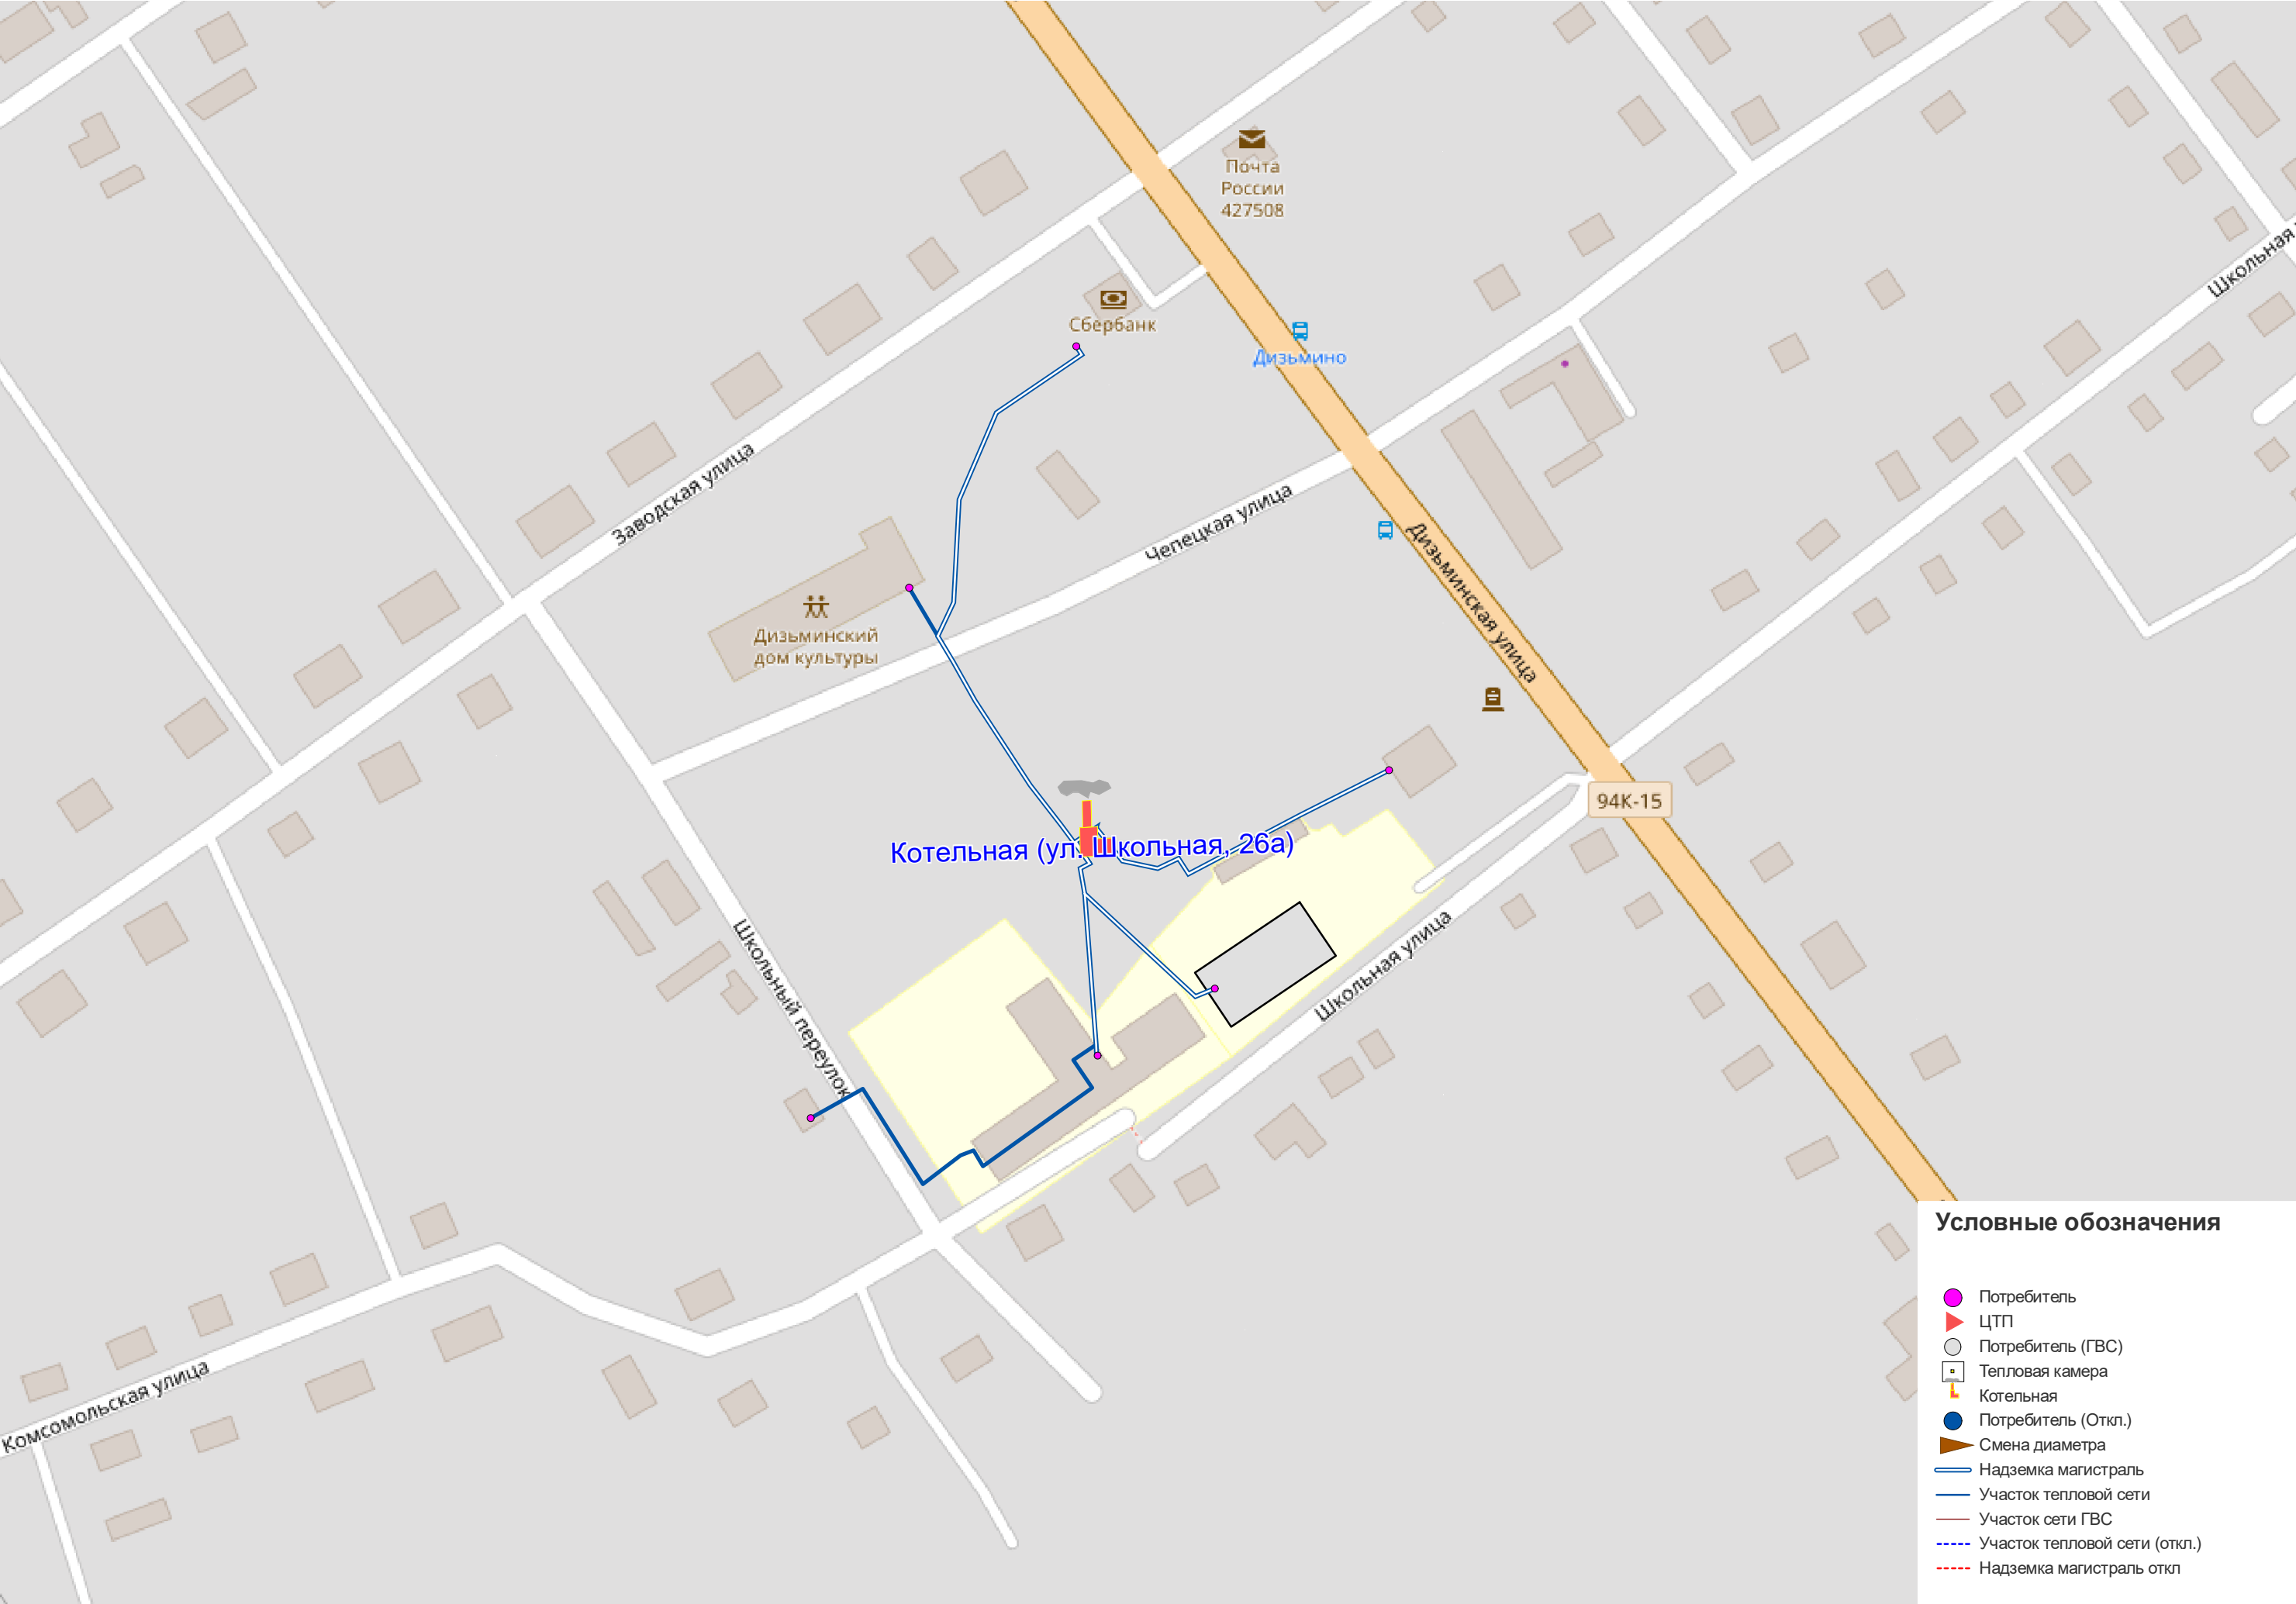 Почта
России
427508
Сбербанк
Дизьмино
Школьная
Заводская улица
Чепецкая улица
Дизьминская улица
Дизьминский
дом культуры
94К-15
Котельная (ул. Школьная, 26а)
Школьный переулок
Школьная улица
Комсомольская улица
Условные обозначения
Потребитель
ЦТП
Потребитель (ГВС)
Тепловая камера
Котельная
Потребитель (Откл.)
Смена диаметра
Надземка магистраль
Участок тепловой сети
Участок сети ГВС
Участок тепловой сети (откл.)
Надземка магистраль откл